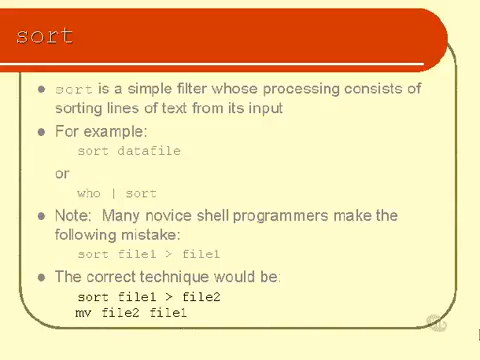 sort
sort is a simple filter whose processing consists of
sorting lines of text from its input
For example:
sort datafile
or
who | sort
Note: Many novice shell programmers make the
following mistake:
sort file1 > file1
The correct technique would be:
sort file1 > file2
mv file2 file1